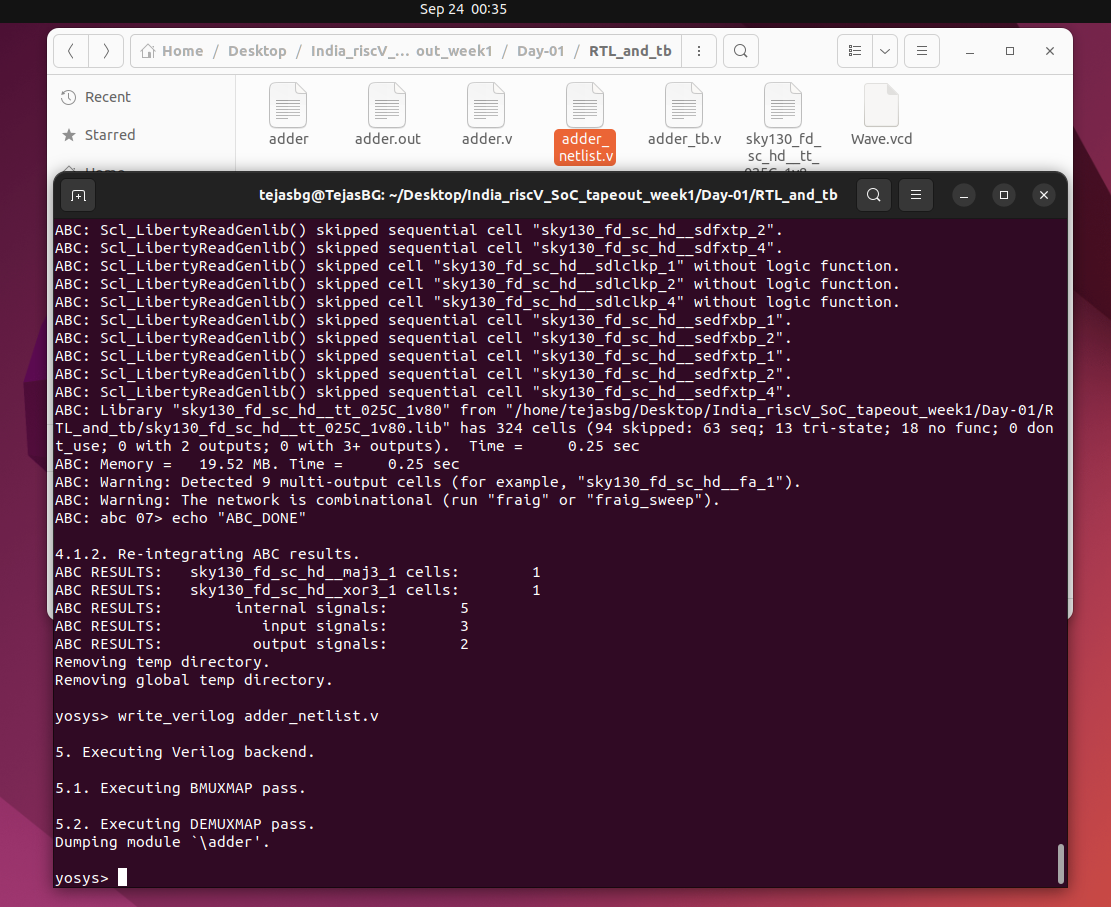 Sep 24 00:35
Home / Desktop / India_riscV_... out_week1 / Day-01 / RTL_and_tb
Recent
Starred
Home
adder
adder.out
adder.v
adder_
netlist.v
adder_tb.v
sky130_fd_
sc_hd__tt_
025C_1v8
Wave.vcd
tejasbg@TejasBG: ~/Desktop/India_riscV_SoC_tapeout_week1/Day-01/RTL_and_tb
ABC: Scl_LibertyReadGenlib() skipped sequential cell "sky130_fd_sc_hd__sdfxtp_2".
ABC: Scl_LibertyReadGenlib() skipped sequential cell "sky130_fd_sc_hd__sdfxtp_4".
ABC: Scl_LibertyReadGenlib() skipped cell "sky130_fd_sc_hd__sdlclkp_1" without logic function.
ABC: Scl_LibertyReadGenlib() skipped cell "sky130_fd_sc_hd__sdlclkp_2" without logic function.
ABC: Scl_LibertyReadGenlib() skipped cell "sky130_fd_sc_hd__sdlclkp_4" without logic function.
ABC: Scl_LibertyReadGenlib() skipped sequential cell "sky130_fd_sc_hd__sedfxbp_1".
ABC: Scl_LibertyReadGenlib() skipped sequential cell "sky130_fd_sc_hd__sedfxbp_2".
ABC: Scl_LibertyReadGenlib() skipped sequential cell "sky130_fd_sc_hd__sedfxtp_1".
ABC: Scl_LibertyReadGenlib() skipped sequential cell "sky130_fd_sc_hd__sedfxtp_2".
ABC: Scl_LibertyReadGenlib() skipped sequential cell "sky130_fd_sc_hd__sedfxtp_4".
ABC: Library "sky130_fd_sc_hd__tt_025C_1v80" from "/home/tejasbg/Desktop/India_riscV_SoC_tapeout_week1/Day-01/R
TL_and_tb/sky130_fd_sc_hd__tt_025C_1v80.lib" has 324 cells (94 skipped: 63 seq; 13 tri-state; 18 no func; 0 don
t_use; 0 with 2 outputs; 0 with 3+ outputs).  Time =     0.25 sec
ABC: Memory =   19.52 MB. Time =     0.25 sec
ABC: Warning: Detected 9 multi-output cells (for example, "sky130_fd_sc_hd__fa_1").
ABC: Warning: The network is combinational (run "fraig" or "fraig_sweep").
ABC: abc 07> echo "ABC_DONE"
4.1.2. Re-integrating ABC results.
ABC RESULTS:   sky130_fd_sc_hd__maj3_1 cells:        1
ABC RESULTS:   sky130_fd_sc_hd__xor3_1 cells:        1
ABC RESULTS:        internal signals:        5
ABC RESULTS:           input signals:        3
ABC RESULTS:          output signals:        2
Removing temp directory.
Removing global temp directory.
yosys> write_verilog adder_netlist.v
5. Executing Verilog backend.
5.1. Executing BMUXMAP pass.
5.2. Executing DEMUXMAP pass.
Dumping module `\adder'.
yosys>